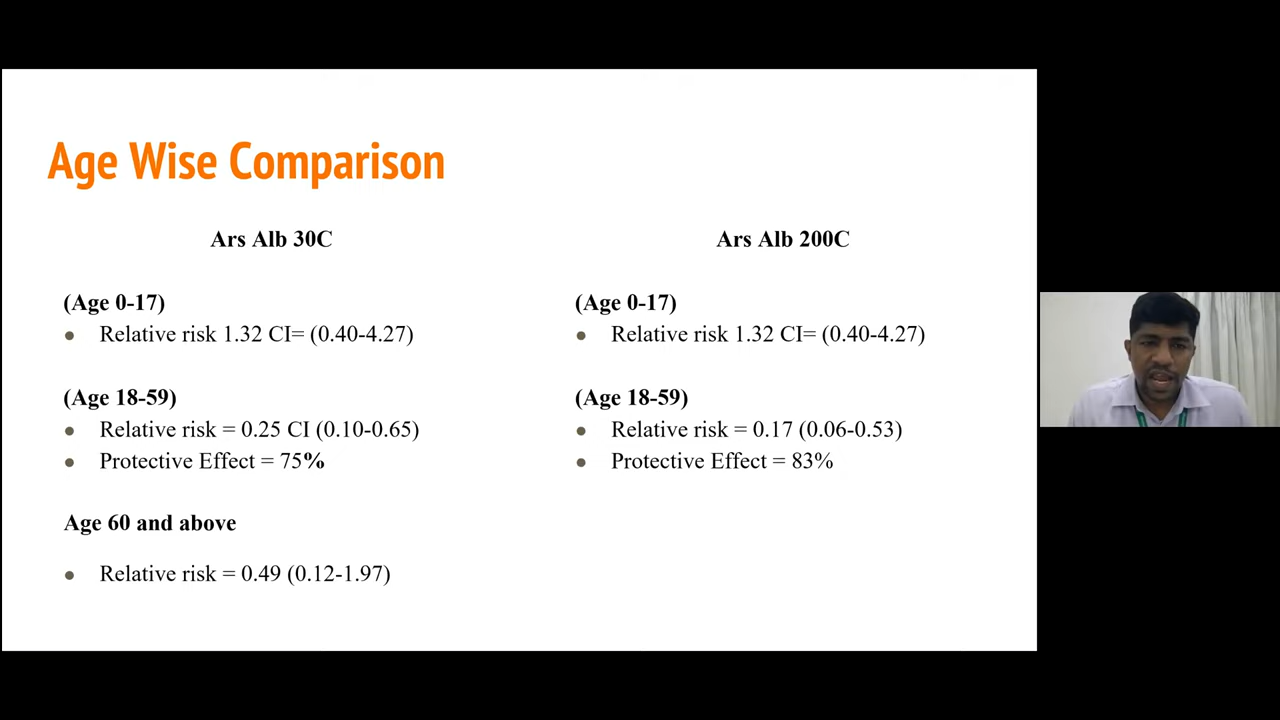 Age Wise Comparison
Ars Alb 30C
(Age 0-17)
● Relative risk 1.32 CI= (0.40-4.27)
(Age 18-59)
● Relative risk = 0.25 CI (0.10-0.65)
● Protective Effect = 75%
Age 60 and above
● Relative risk = 0.49 (0.12-1.97)
Ars Alb 200C
(Age 0-17)
● Relative risk 1.32 CI= (0.40-4.27)
(Age 18-59)
● Relative risk = 0.17 (0.06-0.53)
● Protective Effect = 83%